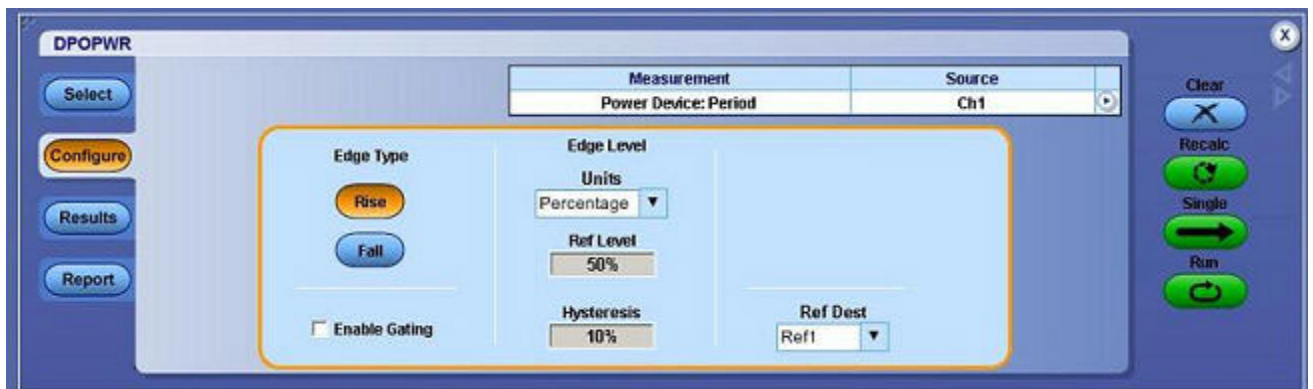 DPOPWR
Select
Configure
Results
Report
Measurement Source
Power Device: Period Ch1
Edge Type
Rise
Fall
Enable Gating
Edge Level
Units
Percentage
Ref Level
50%
Hysteresis
10%
Ref Dest
Ref1
X
Clear
Recalc
Single
Run